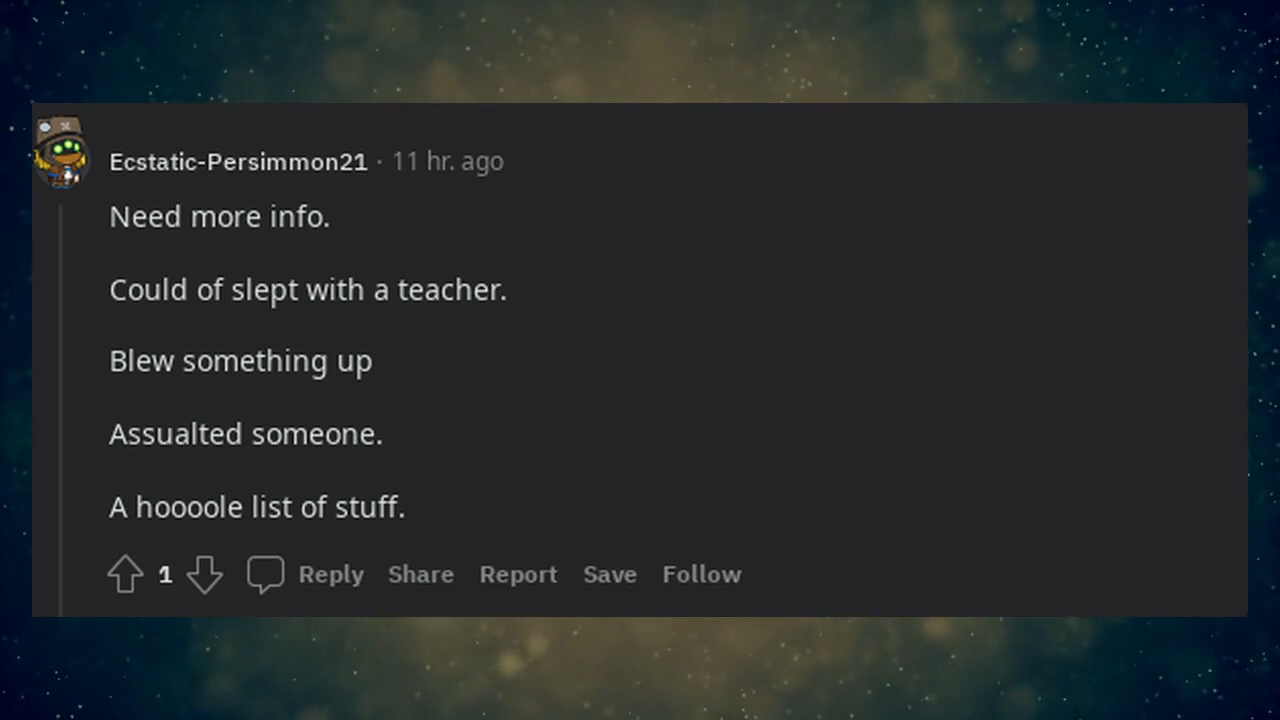 Ecstatic-Persimmon21 · 11 hr. ago
Need more info.
Could of slept with a teacher.
Blew something up
Assualted someone.
A hoooole list of stuff.
1 Reply Share Report Save Follow